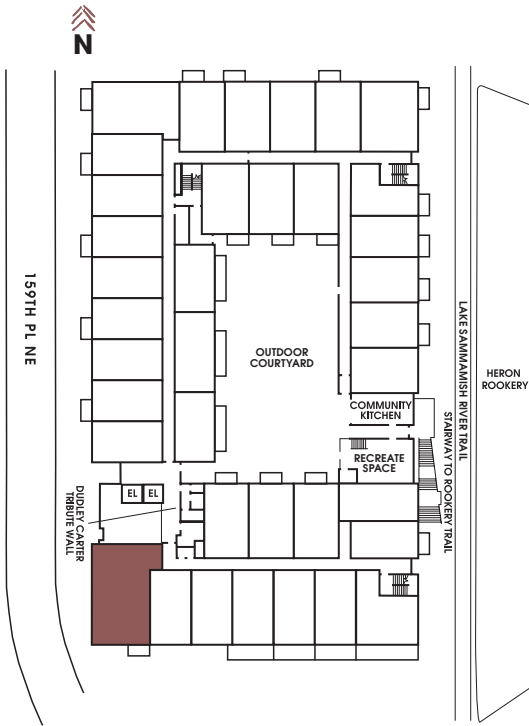 N
159TH PL NE
OUTDOOR
COURTYARD
COMMUNITY
KITCHEN
RECREATE
SPACE
EL
EL
DUDLEY CARTER
TRIBUTE WALL
LAKE SAMMAMISH RIVER TRAIL
STAIRWAY TO ROOKERY TRAIL
HERON
ROOKERY